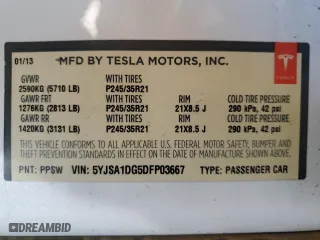 01/13 MFD BY TESLA MOTORS, INC.
GVWR WITH TIRES
2590KG (5710 LB) P245/35R21
GAWR FRT WITH TIRES RIM COLD TIRE PRESSURE
1276KG (2813 LB) P245/35R21 21X8.5 J 290 kPa, 42 psi
GAWR RR WITH TIRES RIM COLD TIRE PRESSURE
1420KG (3131 LB) P245/35R21 21X8.5 J 290 kPa, 42 psi
THIS VEHICLE CONFORMS TO ALL APPLICABLE U.S. FEDERAL MOTOR SAFETY, BUMPER AND
THEFT PREVENTION STANDARDS IN EFFECT ON THE DATE OF MANUFACTURE SHOWN ABOVE.
PNT: PPSW VIN: 5YJSA1DG5DFP03667 TYPE: PASSENGER CAR
TESLA
DREAMBID